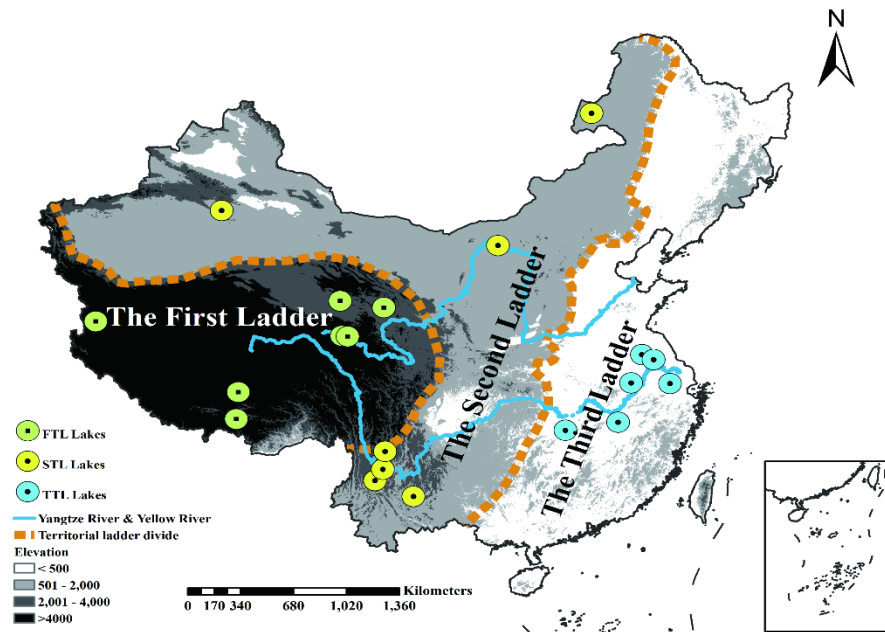 N
The First Ladder
The Second Ladder
The Third Ladder
FTL Lakes
STL Lakes
TTL Lakes
Yangtze River & Yellow River
Territorial ladder divide
Elevation
< 500
501 - 2,000
2,001 - 4,000
>4000
Kilometers
0 170 340 680 1,020 1,360